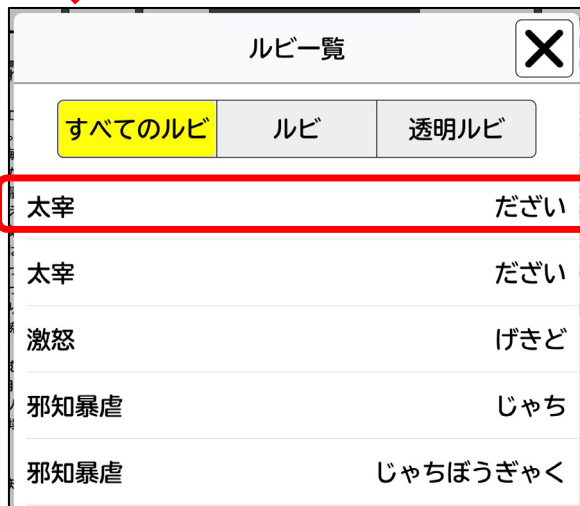 ルビ一覧
すべてのルビ ルビ 透明ルビ
太宰 だざい
太宰 だざい
激怒 げきど
邪知暴虐 じゃち
邪知暴虐 じゃちぼうぎゃく